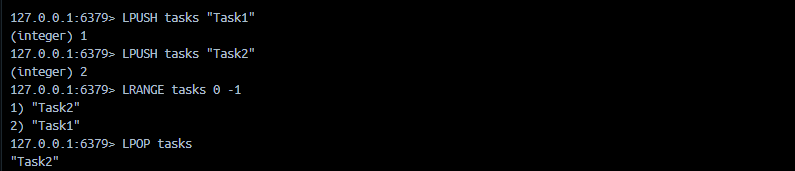 127.0.0.1:6379> LPUSH tasks "Task1"
(integer) 1
127.0.0.1:6379> LPUSH tasks "Task2"
(integer) 2
127.0.0.1:6379> LRANGE tasks 0 -1
1) "Task2"
2) "Task1"
127.0.0.1:6379> LPOP tasks
"Task2"